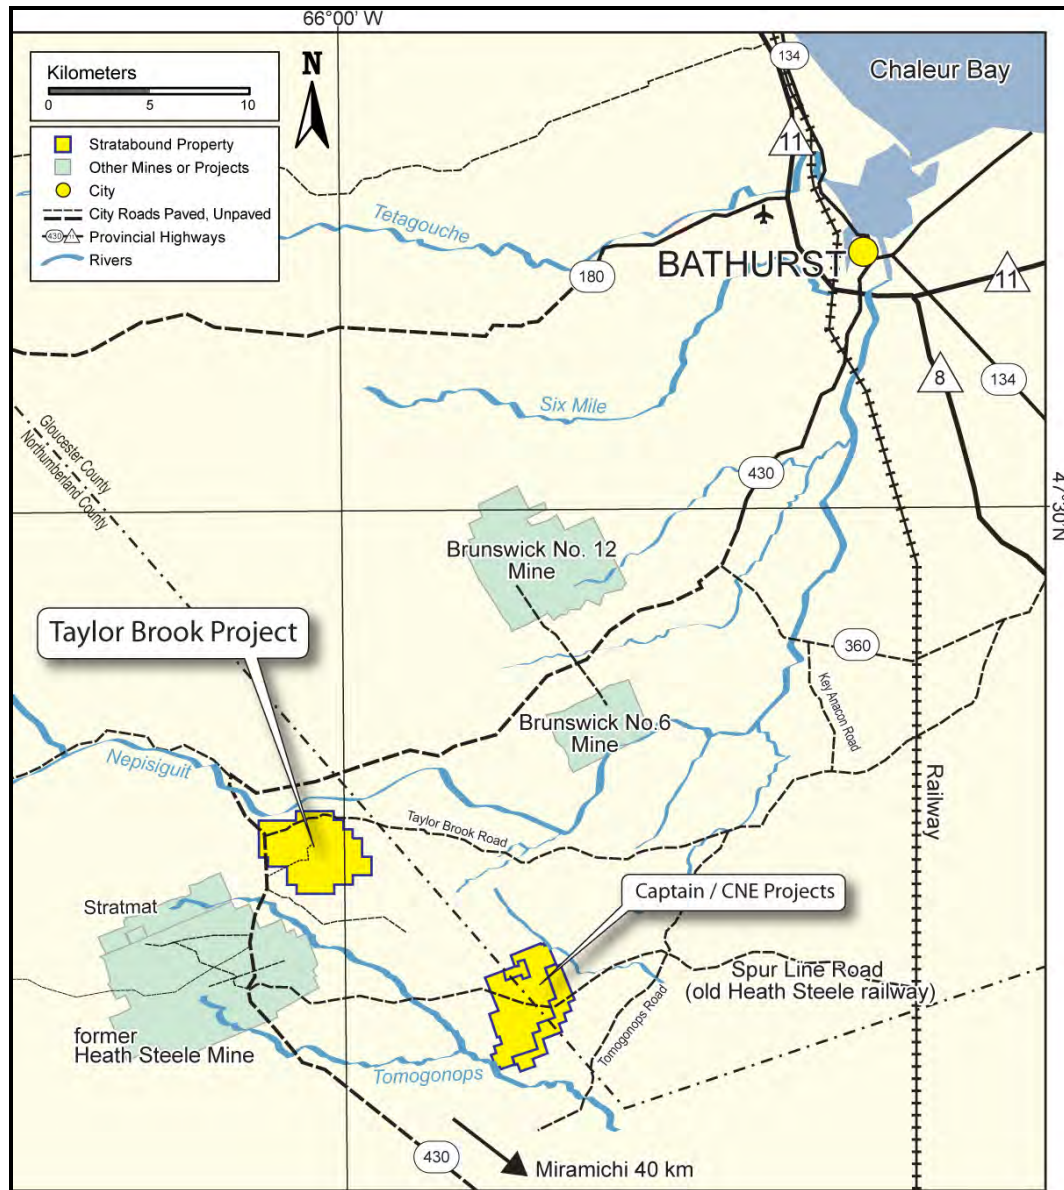 66°00' W
Kilometers
0 5 10
N
Stratabound Property
Other Mines or Projects
City
City Roads Paved, Unpaved
430 11 Provincial Highways
Rivers
134
Chaleur Bay
11
Tetagouche
180
BATHURST
11
8
134
Six Mile
Gloucester County
Northumberland County
430
47°30' N
Brunswick No. 12
Mine
Taylor Brook Project
360
Key Anacon Road
Brunswick No.6
Mine
Nepisiguit
Railway
Taylor Brook Road
Captain / CNE Projects
Stratmat
Spur Line Road
(old Heath Steele railway)
Tomogonops Road
former
Heath Steele Mine
Tomogonops
430
Miramichi 40 km